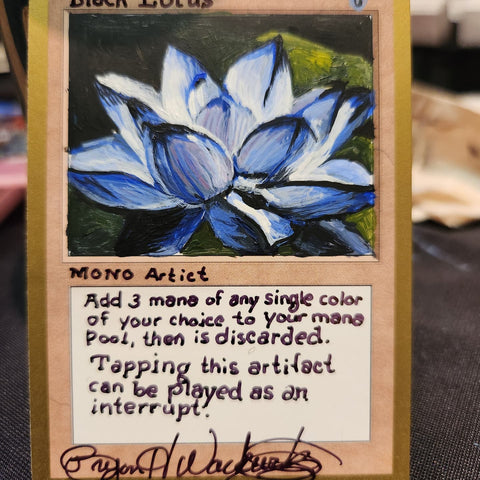 Black Lotus
0
MONO Artict
Add 3 mana of any single color
of your choice to your mana
Pool, then is discarded.
Tapping this artifact
can be played as an
interrupt.